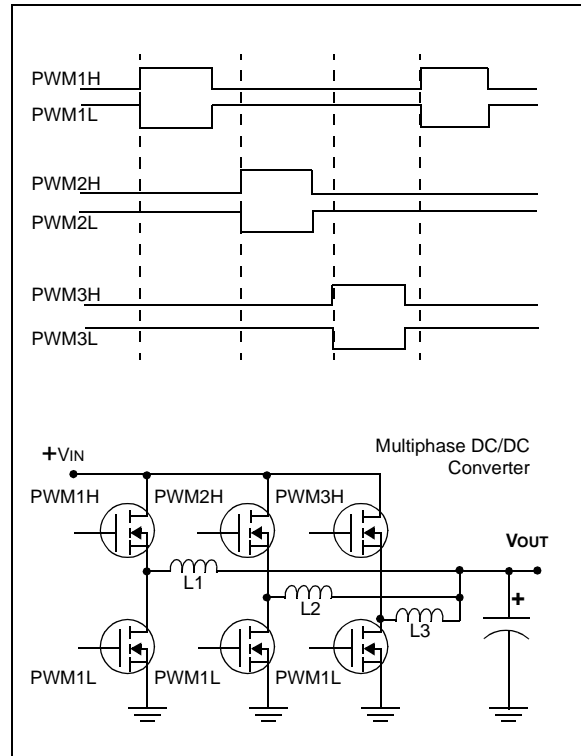 PWM1H
PWM1L
PWM2H
PWM2L
PWM3H
PWM3L
+VIN
Multiphase DC/DC
Converter
PWM1H PWM2H PWM3H
VOUT
L1
L2
+
L3
PWM1L PWM1L PWM1L